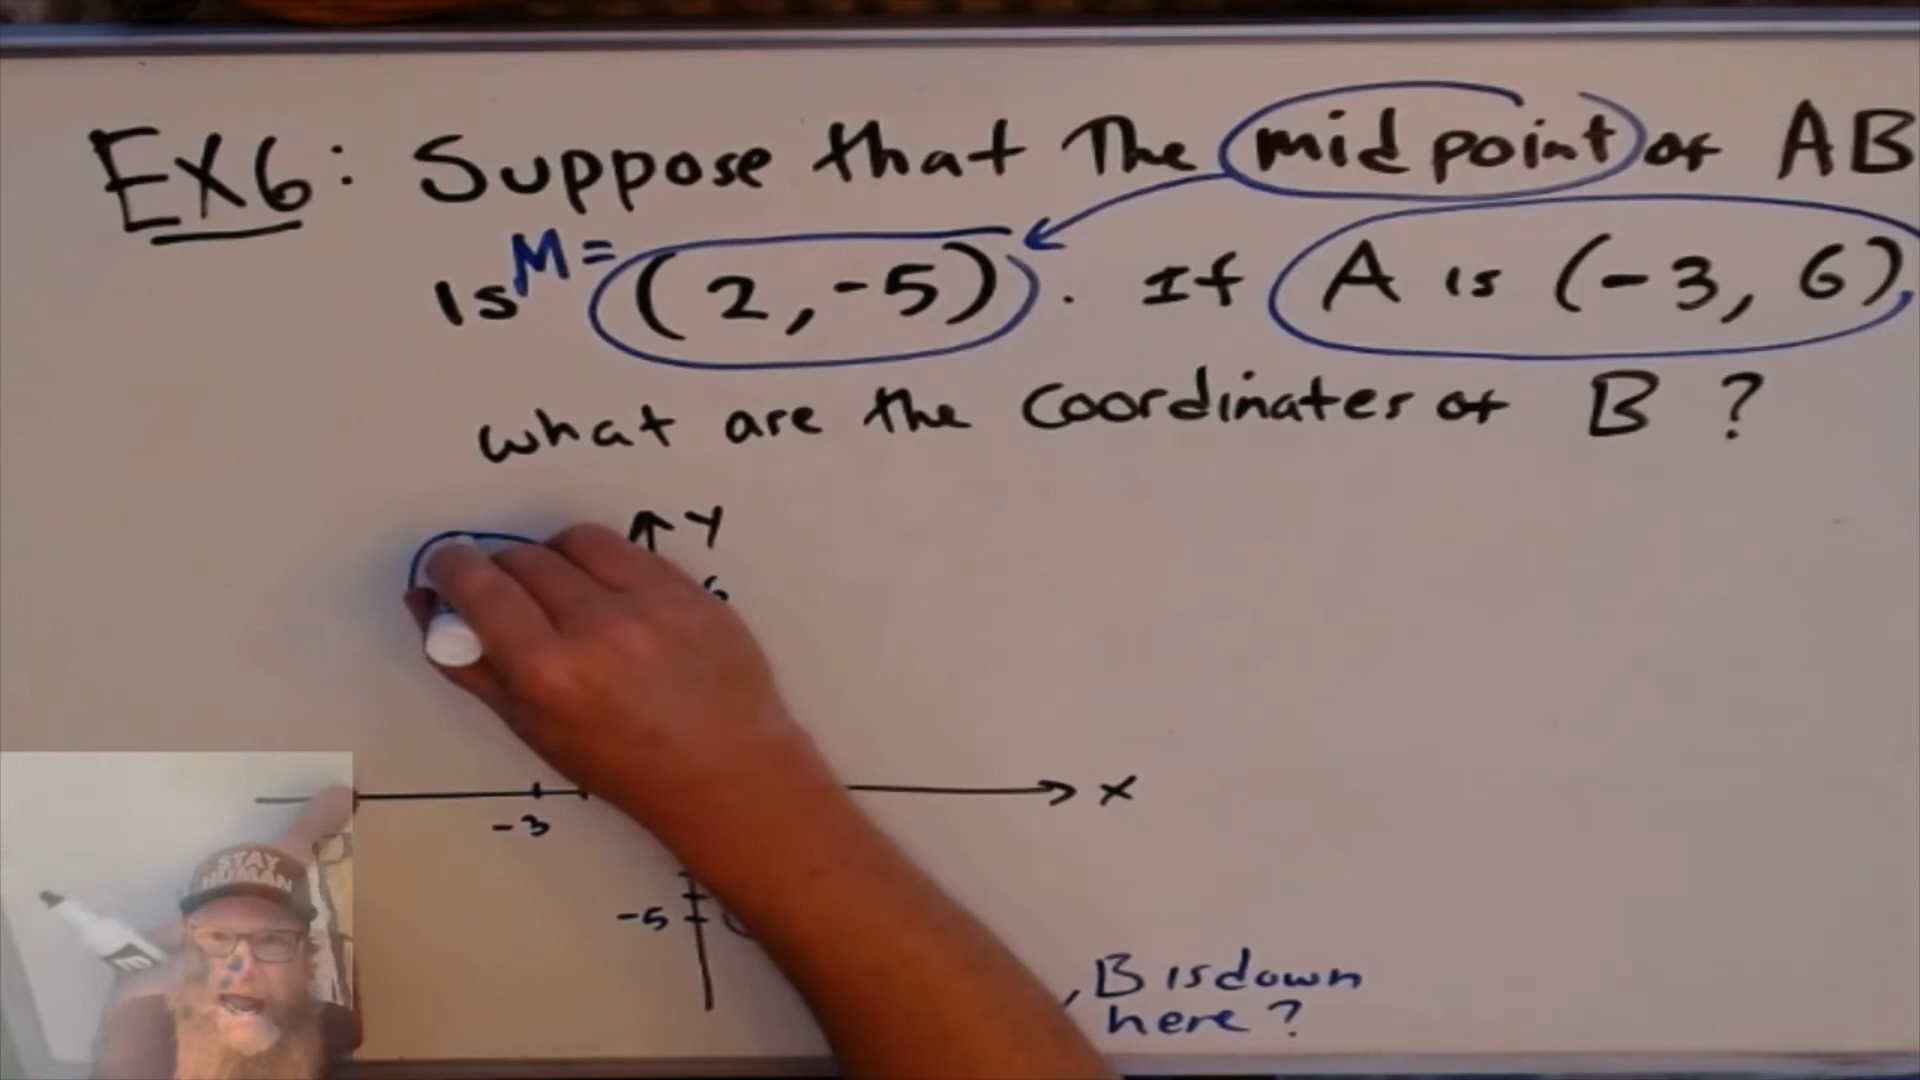 EX6: Suppose that The midpoint of AB
is M = (2, -5). If A is (-3, 6),
what are the coordinates of B?
Y
6
X
-3
-5
B is down
here?
STAY
HUMAN
E